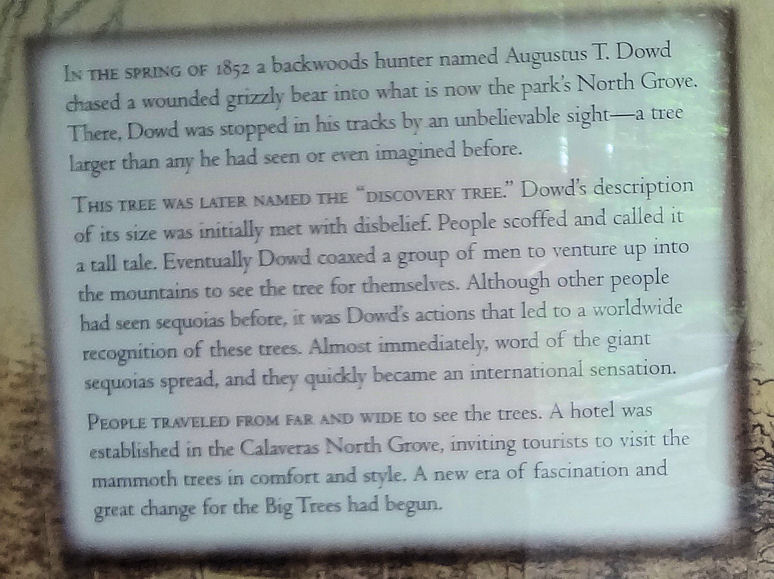 IN THE SPRING OF 1852 a backwoods hunter named Augustus T. Dowd
chased a wounded grizzly bear into what is now the park's North Grove.
There, Dowd was stopped in his tracks by an unbelievable sight—a tree
larger than any he had seen or even imagined before.
THIS TREE WAS LATER NAMED THE "DISCOVERY TREE." Dowd's description
of its size was initially met with disbelief. People scoffed and called it
a tall tale. Eventually Dowd coaxed a group of men to venture up into
the mountains to see the tree for themselves. Although other people
had seen sequoias before, it was Dowd's actions that led to a worldwide
recognition of these trees. Almost immediately, word of the giant
sequoias spread, and they quickly became an international sensation.
PEOPLE TRAVELED FROM FAR AND WIDE to see the trees. A hotel was
established in the Calaveras North Grove, inviting tourists to visit the
mammoth trees in comfort and style. A new era of fascination and
great change for the Big Trees had begun.